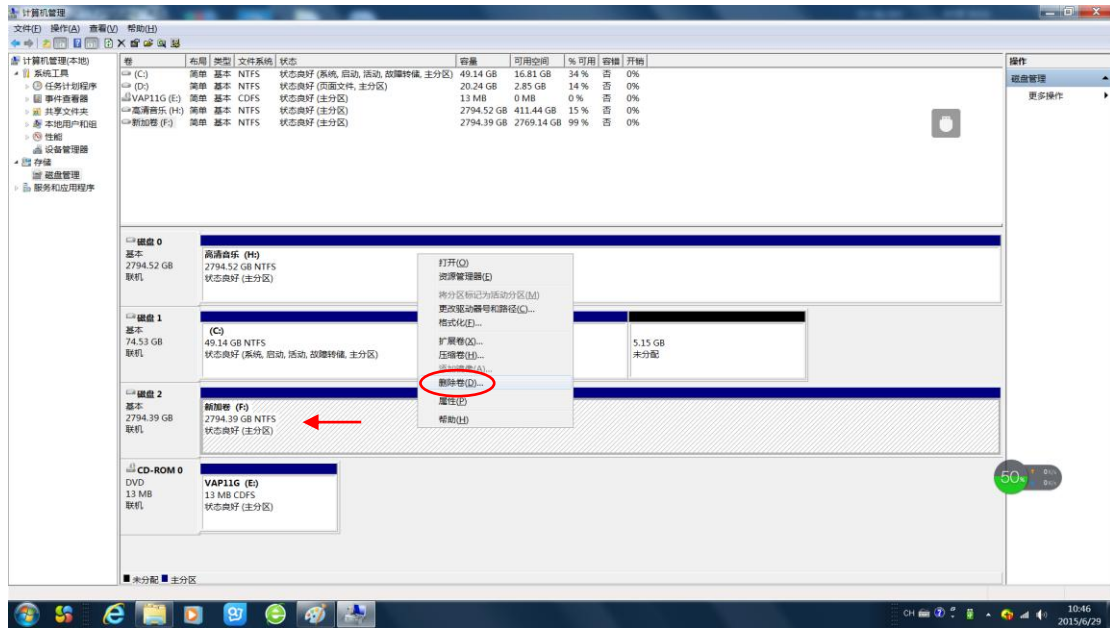 计算机管理
文件(F) 操作(A) 查看(V) 帮助(H)
计算机管理(本地)
系统工具
任务计划程序
事件查看器
共享文件夹
本地用户和组
性能
设备管理器
存储
磁盘管理
服务和应用程序
卷 布局 类型 文件系统 状态 容量 可用空间 % 可用 容错 开销
(C:) 简单 基本 NTFS 状态良好 (系统, 启动, 活动, 故障转储, 主分区) 49.14 GB 16.81 GB 34 % 否 0%
(D:) 简单 基本 NTFS 状态良好 (页面文件, 主分区) 20.24 GB 2.85 GB 14 % 否 0%
VAP11G (E:) 简单 基本 CDFS 状态良好 (主分区) 13 MB 0 MB 0 % 否 0%
高清音乐 (H:) 简单 基本 NTFS 状态良好 (主分区) 2794.52 GB 411.44 GB 15 % 否 0%
新加卷 (F:) 简单 基本 NTFS 状态良好 (主分区) 2794.39 GB 2769.14 GB 99 % 否 0%
操作
磁盘管理
更多操作
磁盘 0
基本
2794.52 GB
联机
高清音乐 (H:)
2794.52 GB NTFS
状态良好 (主分区)
磁盘 1
基本
74.53 GB
联机
(C:)
49.14 GB NTFS
状态良好 (系统, 启动, 活动, 故障转储, 主分区)
5.15 GB
未分配
磁盘 2
基本
2794.39 GB
联机
新加卷 (F:)
2794.39 GB NTFS
状态良好 (主分区)
CD-ROM 0
DVD
13 MB
联机
VAP11G (E:)
13 MB CDFS
状态良好 (主分区)
打开(O)
资源管理器(E)
将分区标记为活动分区(M)
更改驱动器号和路径(C)...
格式化(F)...
扩展卷(X)...
压缩卷(H)...
添加镜像(A)...
删除卷(D)...
属性(P)
帮助(H)
未分配 主分区
50%
CH
10:46
2015/6/29